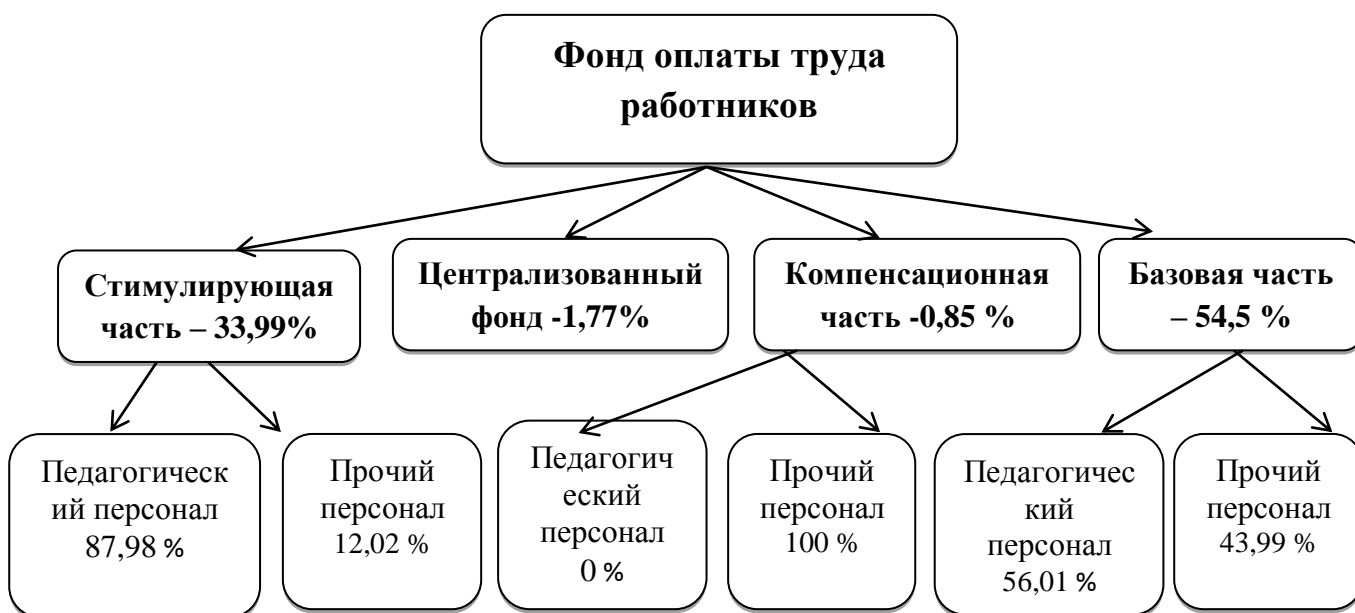 Фонд оплаты труда
работников
Стимулирующая
часть – 33,99%
Централизованный
фонд -1,77%
Компенсационная
часть -0,85 %
Базовая часть
– 54,5 %
Педагогическ
ий персонал
87,98 %
Прочий
персонал
12,02 %
Педагогич
еский
персонал
0 %
Прочий
персонал
100 %
Педагогичес
кий
персонал
56,01 %
Прочий
персонал
43,99 %